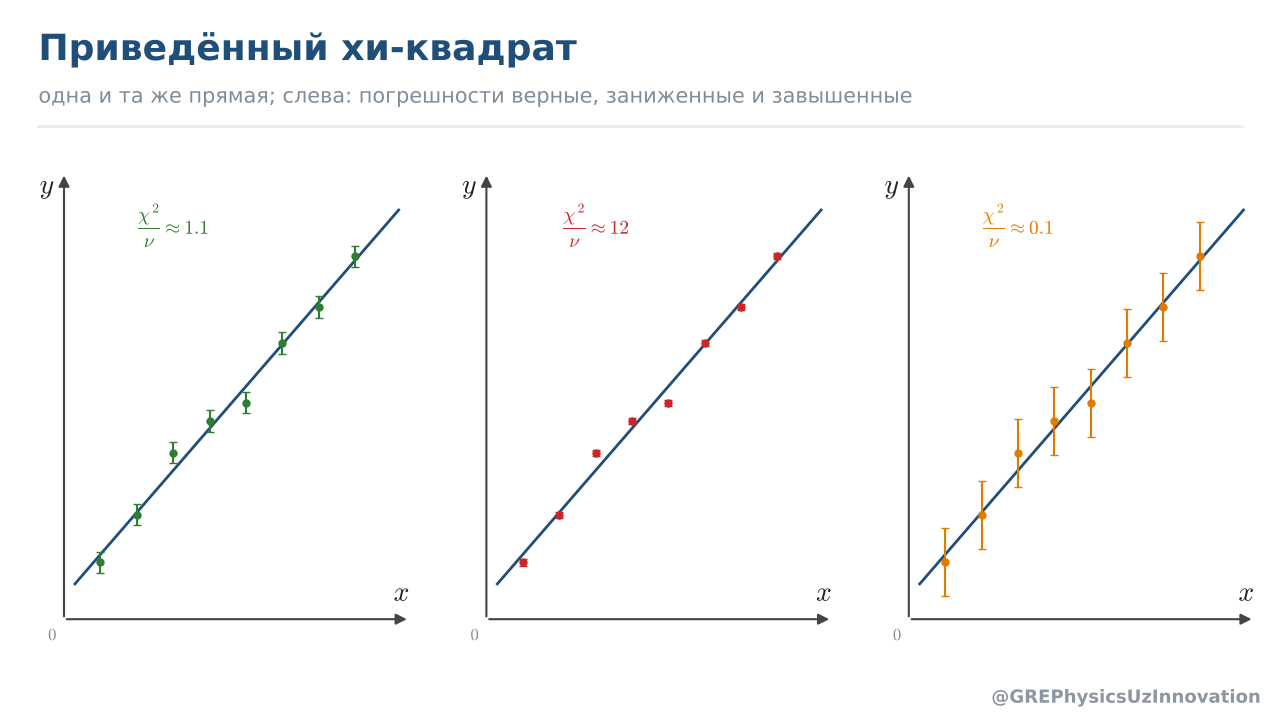 Приведённый хи-квадрат
одна и та же прямая; слева: погрешности верные, заниженные и завышенные
y
χ²/ν ≈ 1.1
x
0
y
χ²/ν ≈ 12
x
0
y
χ²/ν ≈ 0.1
x
0
@GREPhysicsUzInnovation